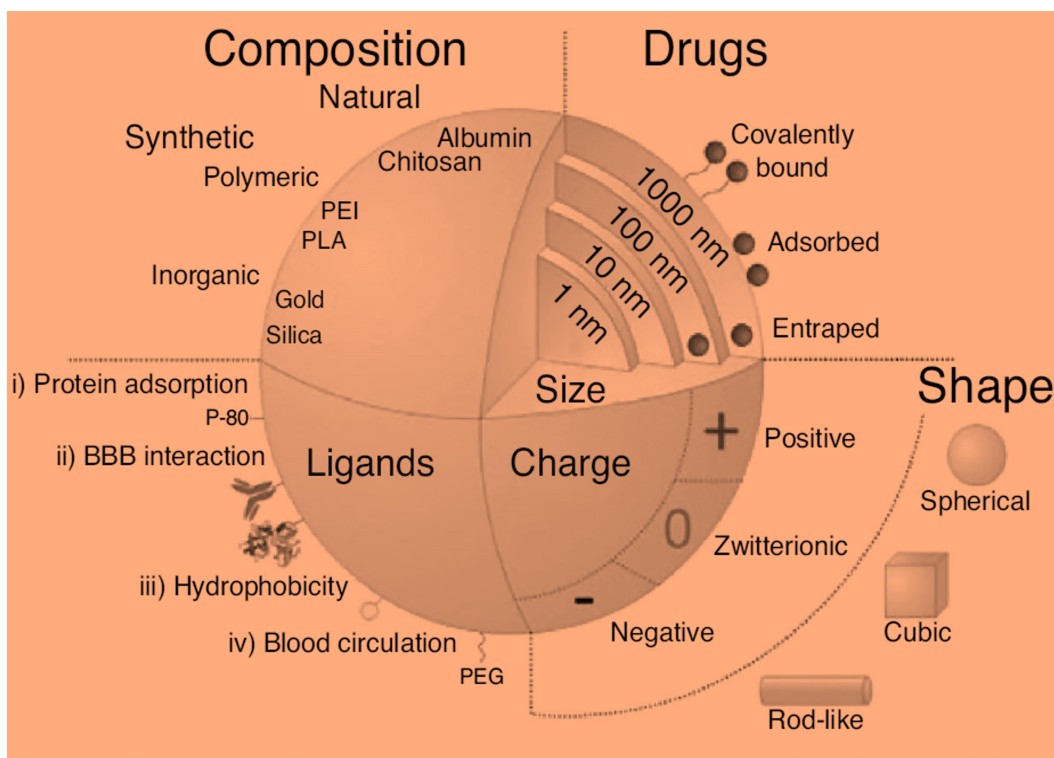 Composition
Natural
Synthetic
Albumin
Chitosan
Polymeric
PEI
PLA
Inorganic
Gold
Silica
Drugs
Covalently
bound
Adsorbed
Entraped
1000 nm
100 nm
10 nm
1 nm
Size
i) Protein adsorption
P-80
ii) BBB interaction
Ligands
iii) Hydrophobicity
iv) Blood circulation
PEG
Charge
+
Positive
0
Zwitterionic
-
Negative
Shape
Spherical
Cubic
Rod-like